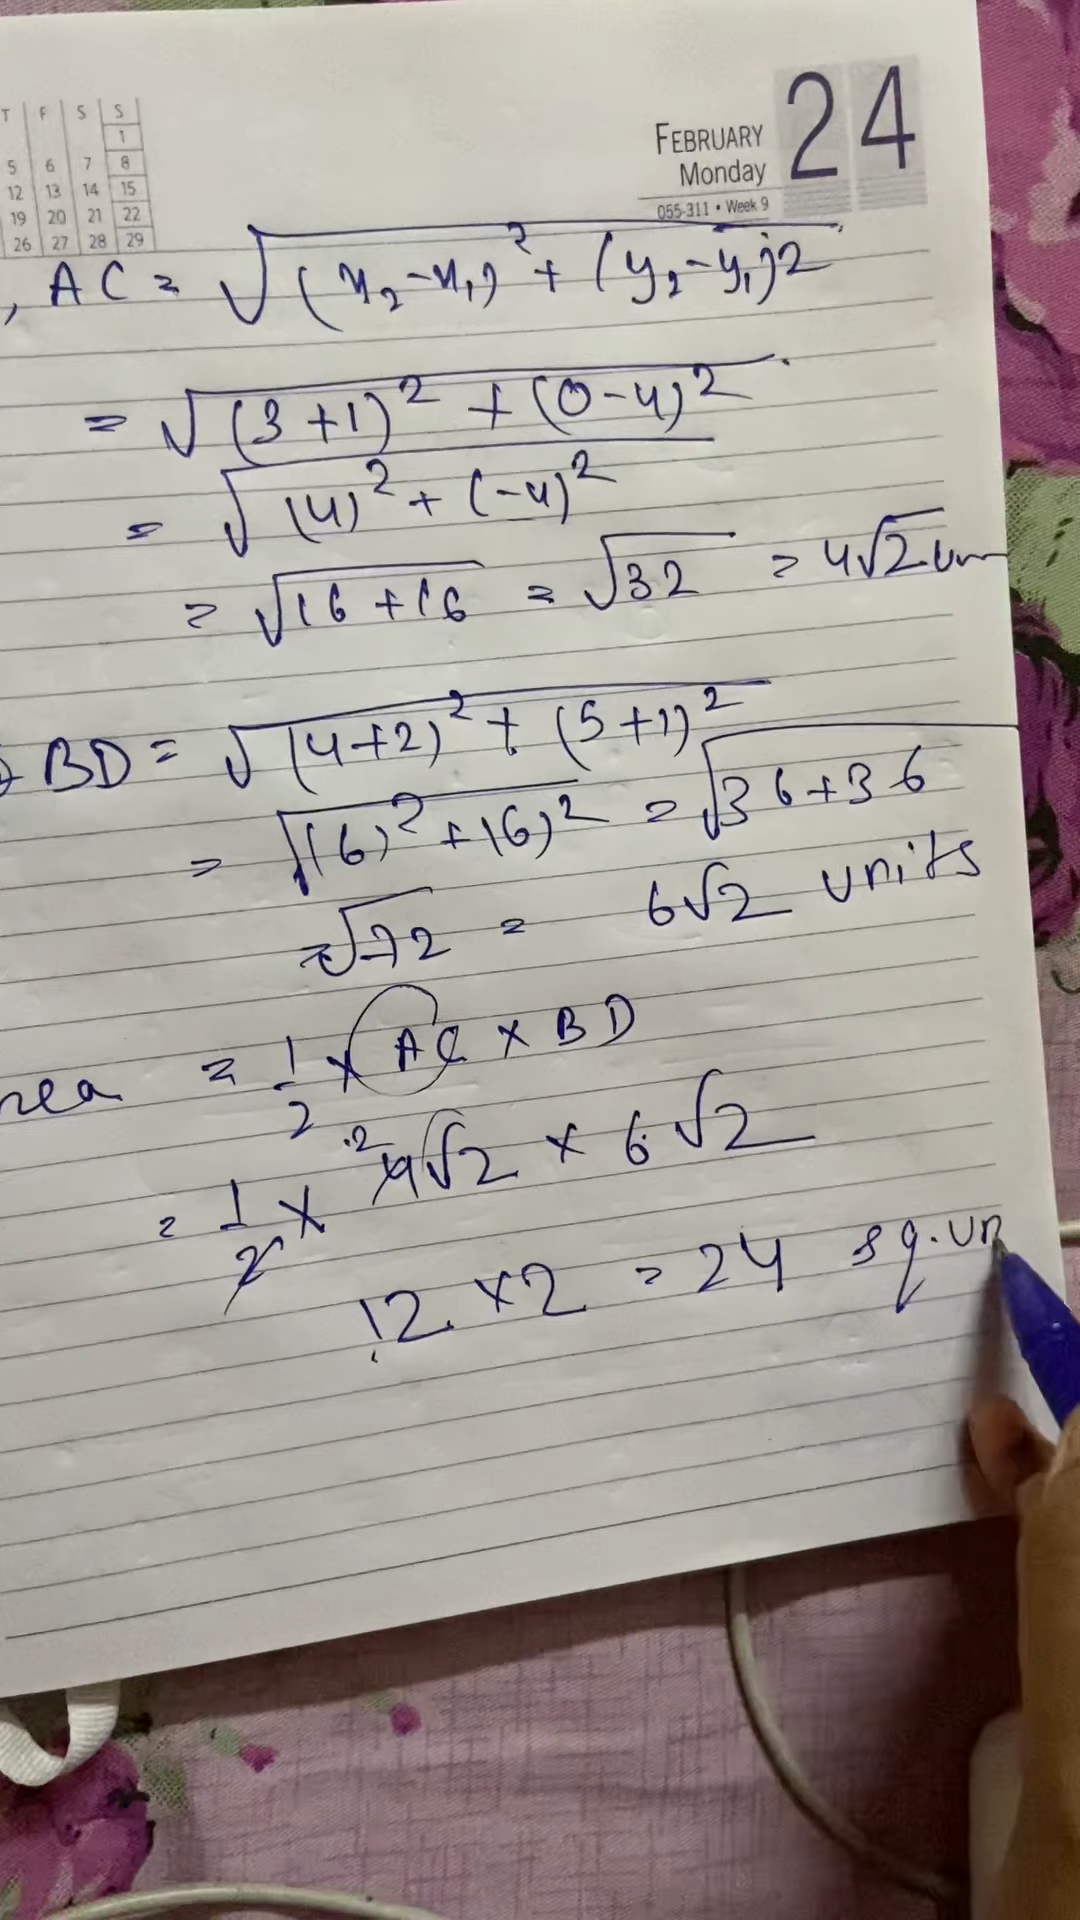 T F S S
1
5 6 7 8
12 13 14 15
19 20 21 22
26 27 28 29
FEBRUARY 24
Monday
055-311 • Week 9
, AC = √(x₂-x₁)² + (y₂-y₁)2
= √(3+1)² + (0-4)²
= √(4)² + (-4)²
= √16+16 = √32 = 4√2 un
BD = √(4+2)² + (5+1)²
= √(6)² + (6)² = √36+36
= √72 = 6√2 units
rea = 1/2 × AC × BD
= 1/2 × 2 4√2 × 6√2
12 × 2 = 24 sq. un